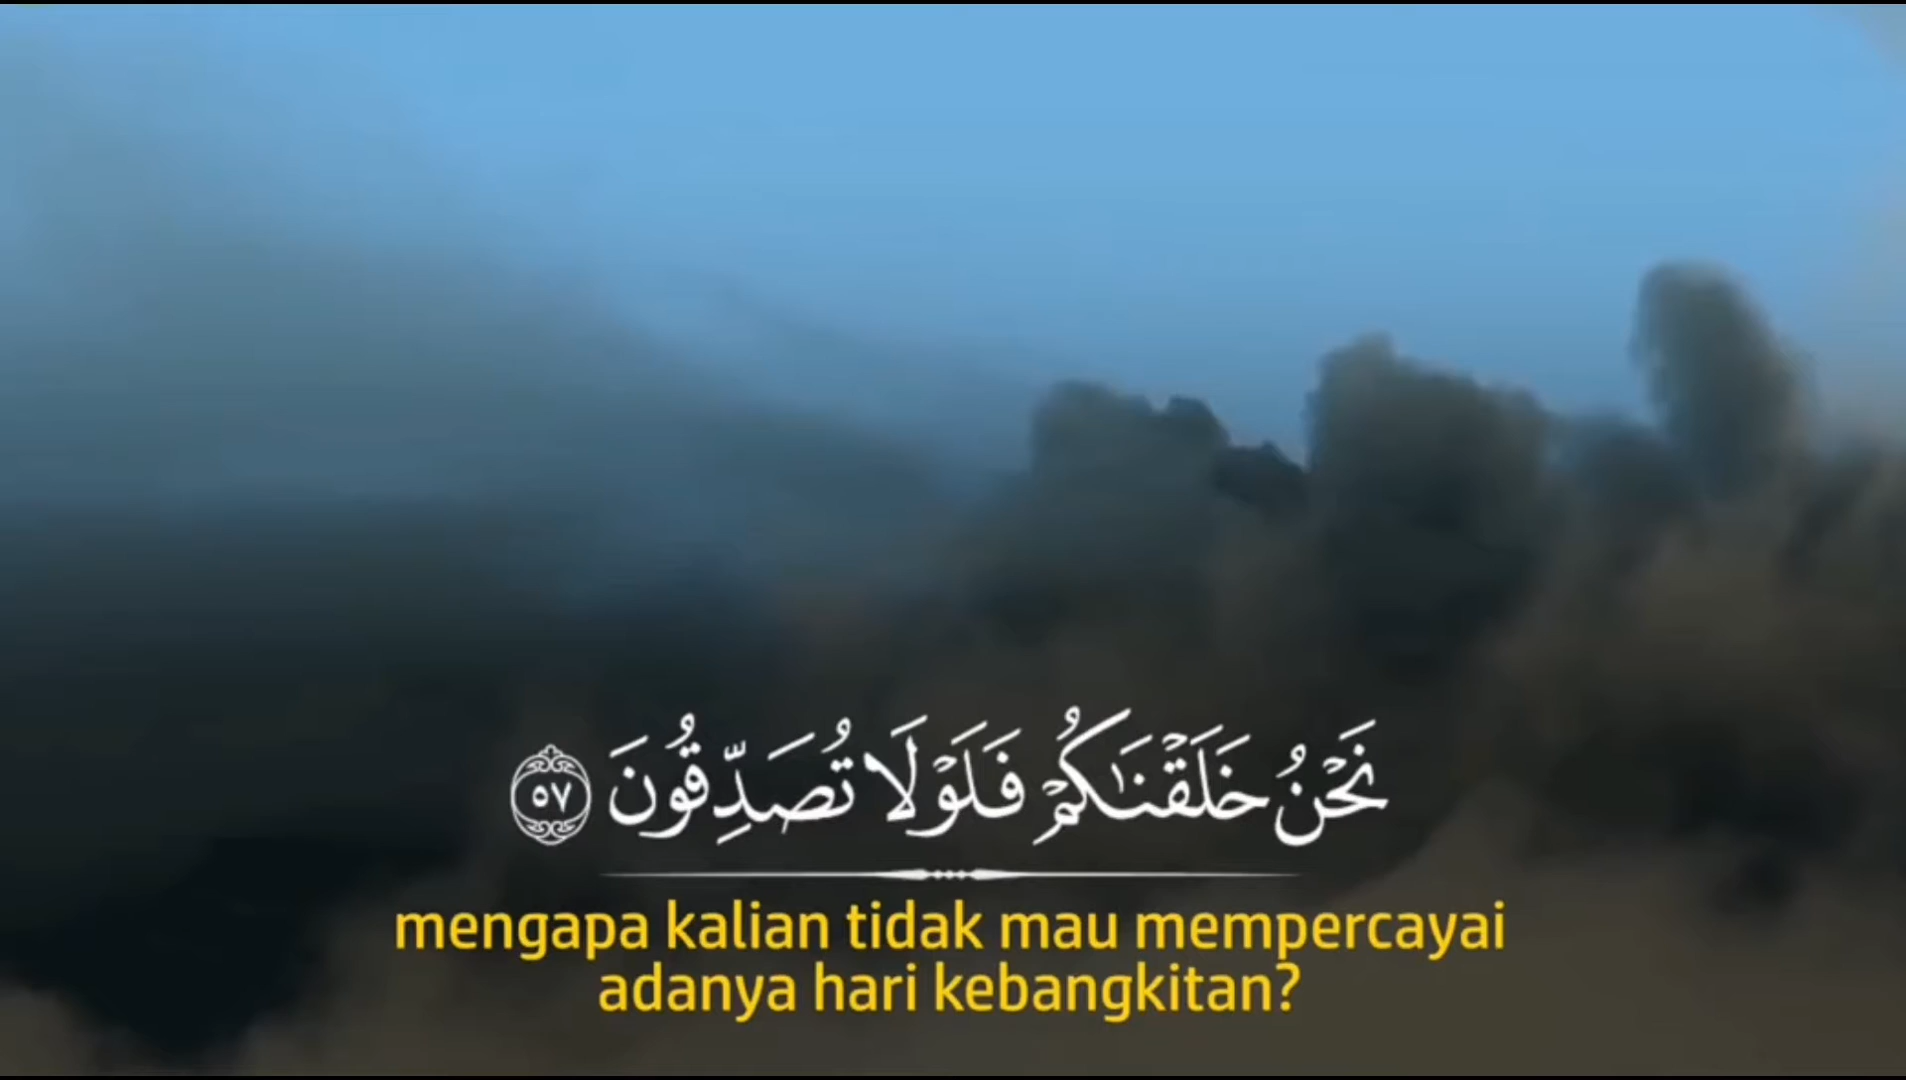 نَحْنُ خَلَقْنَٰكُمْ فَلَوْلَا تُصَدِّقُونَ ٥٧
mengapa kalian tidak mau mempercayai
adanya hari kebangkitan?